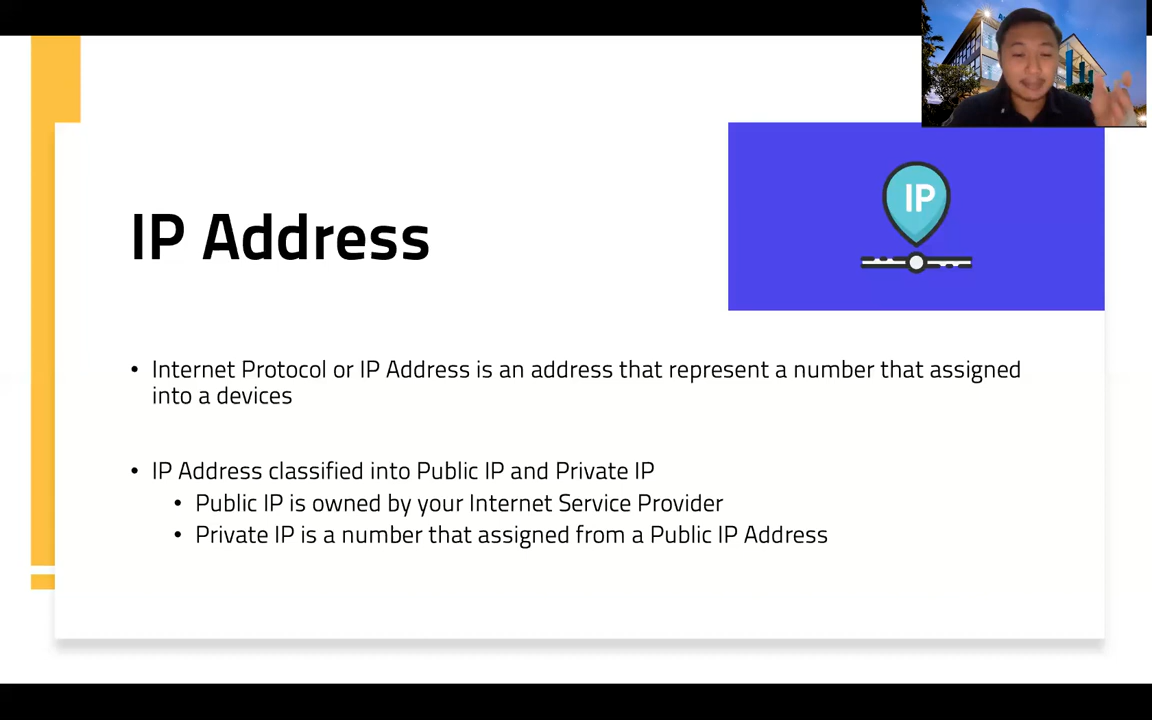 IP
IP Address
• Internet Protocol or IP Address is an address that represent a number that assigned
into a devices
• IP Address classified into Public IP and Private IP
• Public IP is owned by your Internet Service Provider
• Private IP is a number that assigned from a Public IP Address